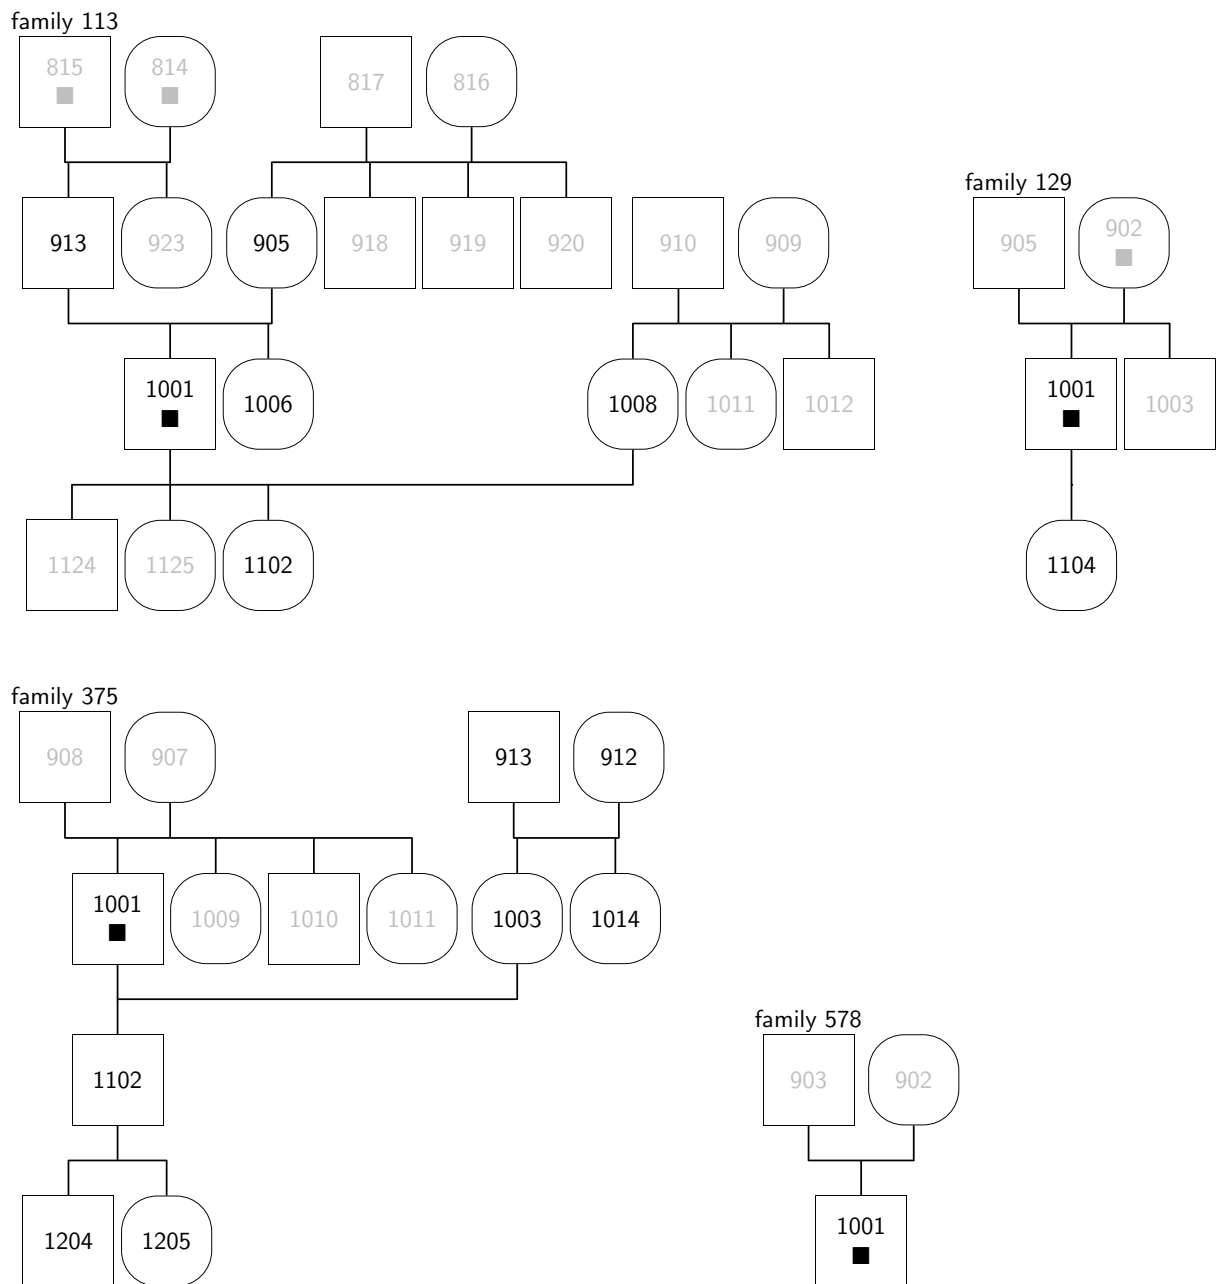 family 113
815 814 817 816
family 129
913 923 905 918 919 920 910 909 905 902
1001 1006 1008 1011 1012 1001 1003
1124 1125 1102 1104
family 375
908 907 913 912
1001 1009 1010 1011 1003 1014
family 578
1102 903 902
1204 1205 1001